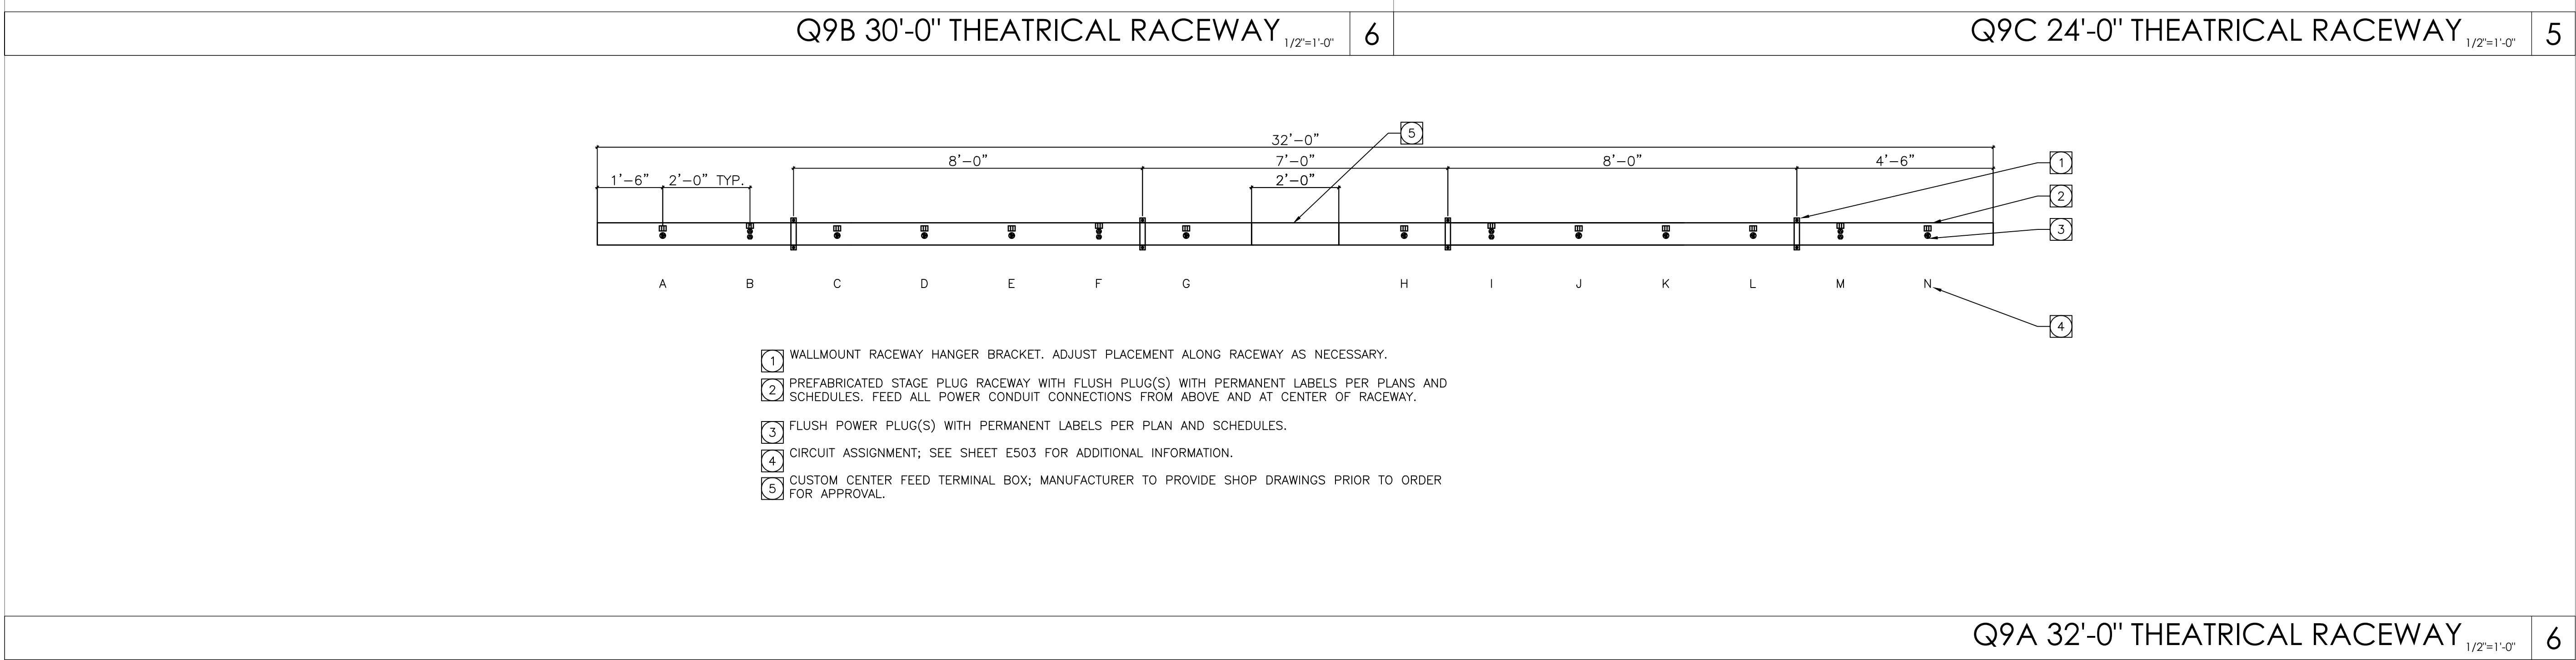 Q9B 30'-0" THEATRICAL RACEWAY 1/2"=1'-0" 6
Q9C 24'-0" THEATRICAL RACEWAY 1/2"=1'-0" 5
32'-0" 5
8'-0" 7'-0" 8'-0" 4'-6" 1
1'-6" 2'-0" TYP. 2'-0"
2
3
A B C D E F G H I J K L M N
4
1 WALLMOUNT RACEWAY HANGER BRACKET. ADJUST PLACEMENT ALONG RACEWAY AS NECESSARY.
2 PREFABRICATED STAGE PLUG RACEWAY WITH FLUSH PLUG(S) WITH PERMANENT LABELS PER PLANS AND
SCHEDULES. FEED ALL POWER CONDUIT CONNECTIONS FROM ABOVE AND AT CENTER OF RACEWAY.
3 FLUSH POWER PLUG(S) WITH PERMANENT LABELS PER PLAN AND SCHEDULES.
4 CIRCUIT ASSIGNMENT; SEE SHEET E503 FOR ADDITIONAL INFORMATION.
5 CUSTOM CENTER FEED TERMINAL BOX; MANUFACTURER TO PROVIDE SHOP DRAWINGS PRIOR TO ORDER
FOR APPROVAL.
Q9A 32'-0" THEATRICAL RACEWAY 1/2"=1'-0" 6